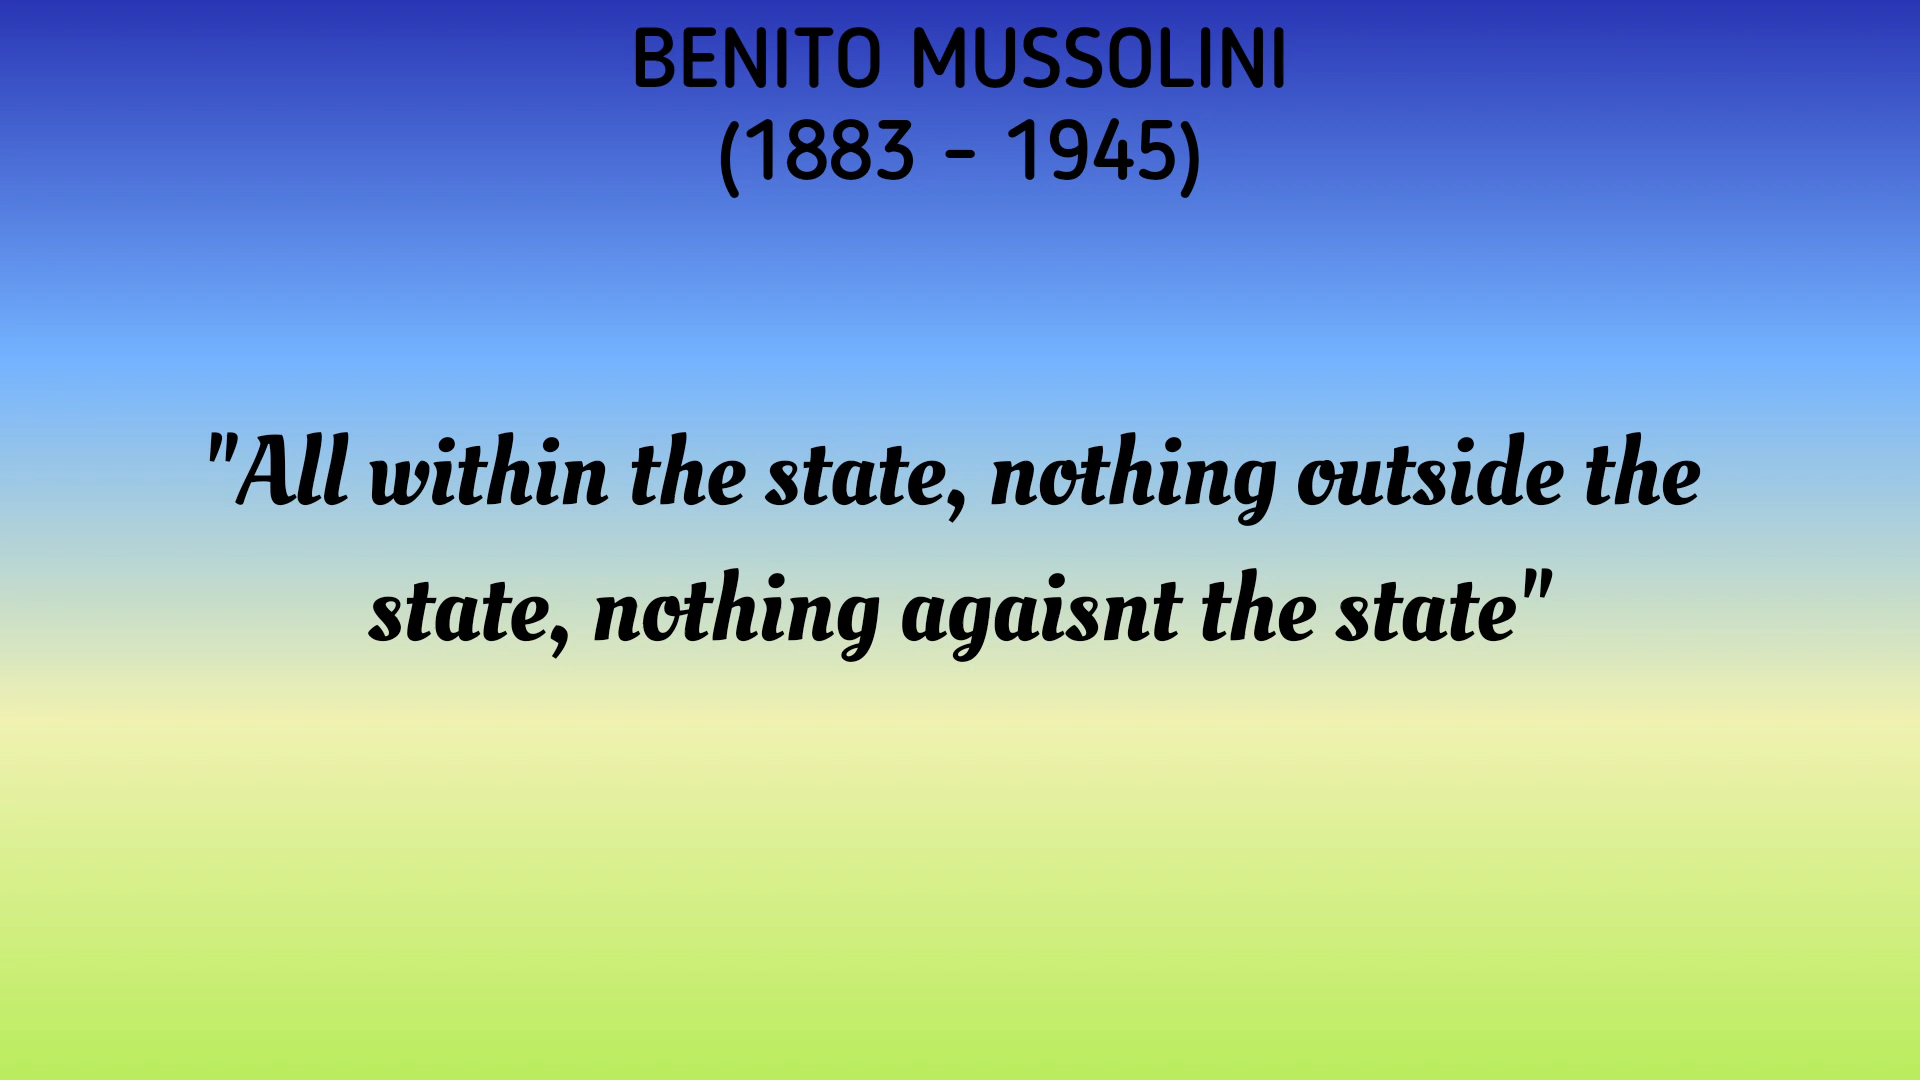 BENITO MUSSOLINI
(1883 - 1945)
"All within the state, nothing outside the
state, nothing agaisnt the state"